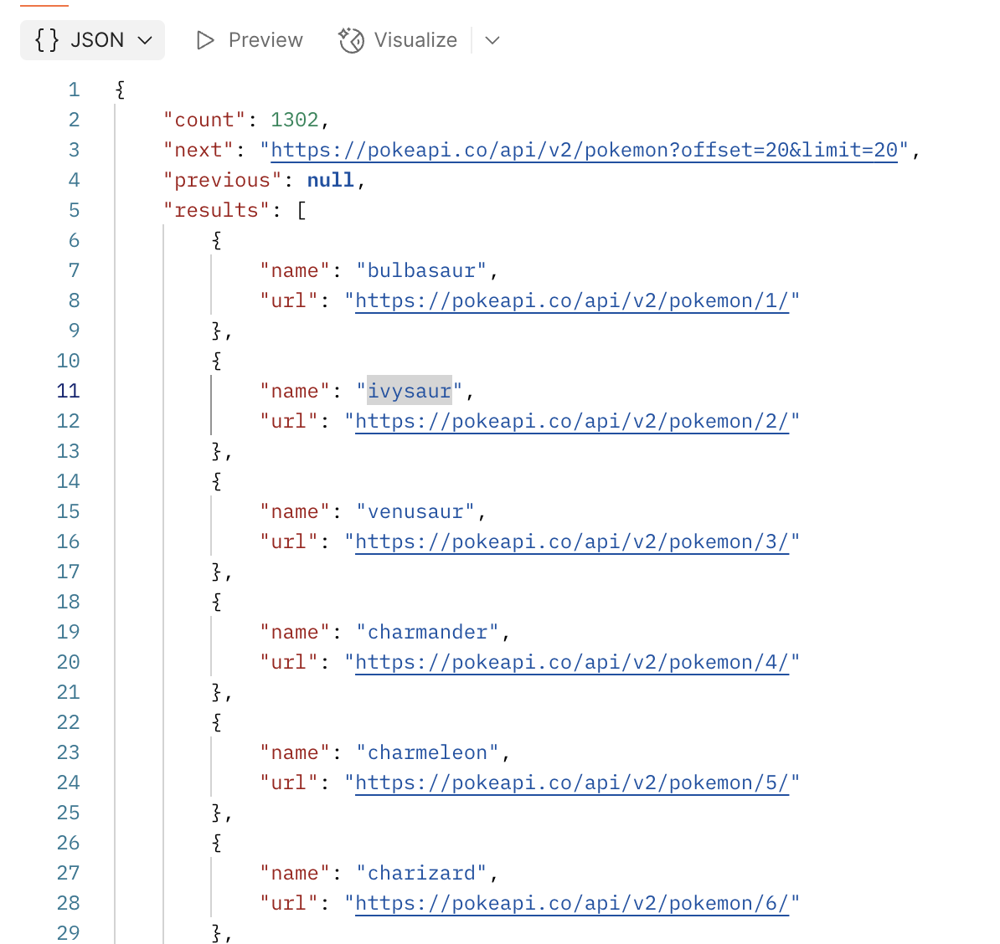 {} JSON Preview Visualize
1 {
2 "count": 1302,
3 "next": "https://pokeapi.co/api/v2/pokemon?offset=20&limit=20",
4 "previous": null,
5 "results": [
6 {
7 "name": "bulbasaur",
8 "url": "https://pokeapi.co/api/v2/pokemon/1/"
9 },
10 {
11 "name": "ivysaur",
12 "url": "https://pokeapi.co/api/v2/pokemon/2/"
13 },
14 {
15 "name": "venusaur",
16 "url": "https://pokeapi.co/api/v2/pokemon/3/"
17 },
18 {
19 "name": "charmander",
20 "url": "https://pokeapi.co/api/v2/pokemon/4/"
21 },
22 {
23 "name": "charmeleon",
24 "url": "https://pokeapi.co/api/v2/pokemon/5/"
25 },
26 {
27 "name": "charizard",
28 "url": "https://pokeapi.co/api/v2/pokemon/6/"
29 },